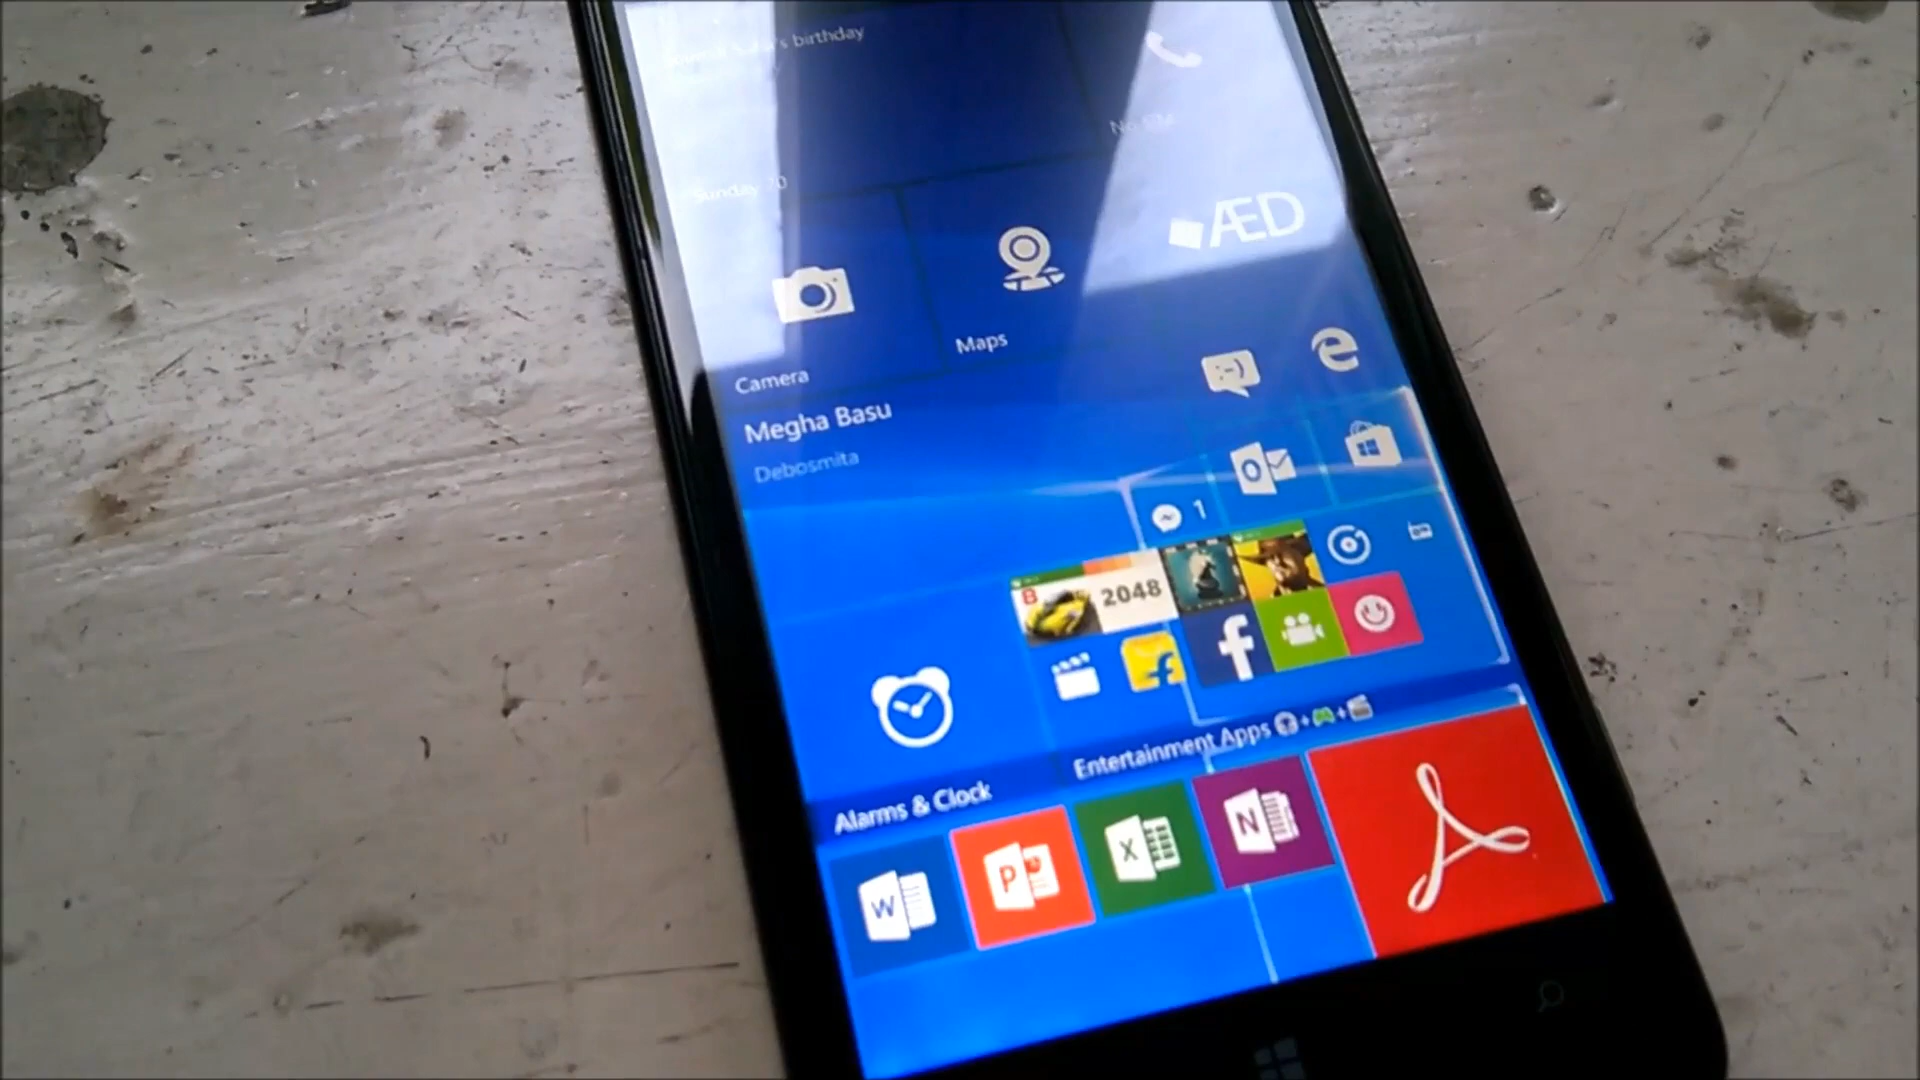 's birthday
Sunday 10
ÆD
Maps
Camera
Megha Basu
Debosmita
1
B
2048
f
f
Entertainment Apps
Alarms & Clock
W
P
X
N